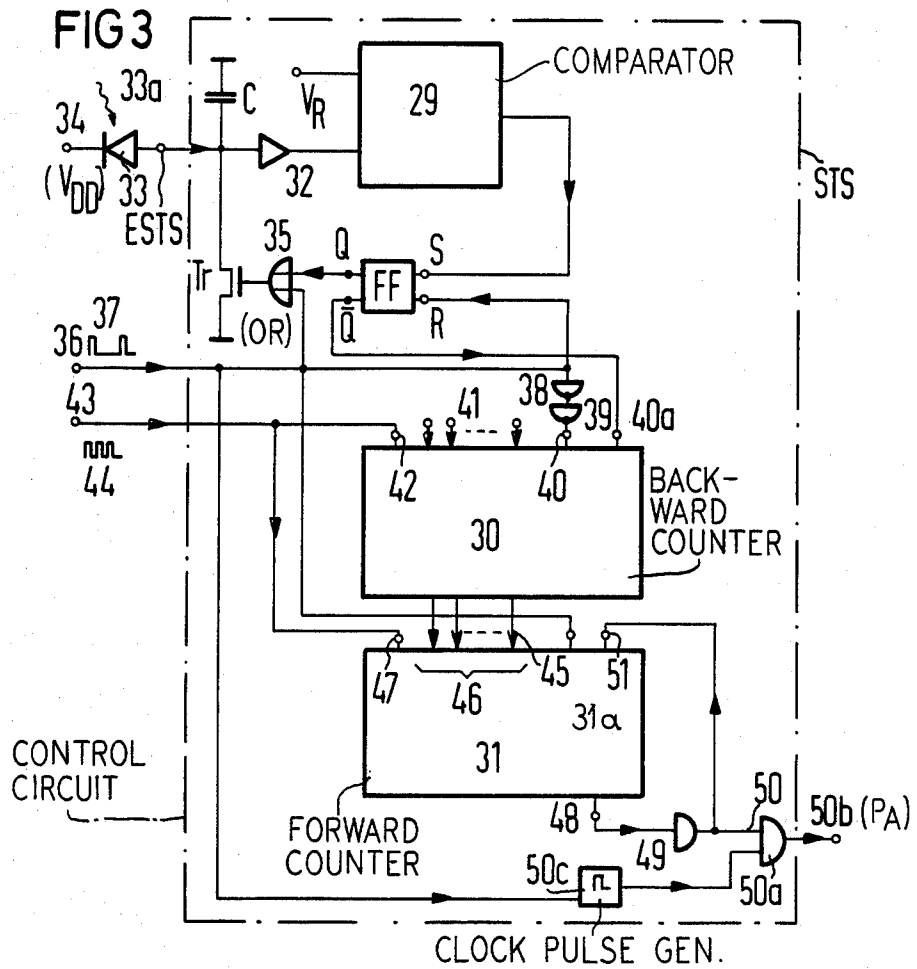 FIG 3
33a
34
C
V_R
29
COMPARATOR
(V_DD)
33
ESTS
32
STS
35
Q
S
Tr
FF
(OR)
Q̄
R
37
36
38
43
41
39
40a
44
42
40
BACK-
WARD
COUNTER
30
47
46
45
51
31a
31
CONTROL
CIRCUIT
48
50
50b (PA)
FORWARD
COUNTER
49
50c
50a
CLOCK PULSE GEN.